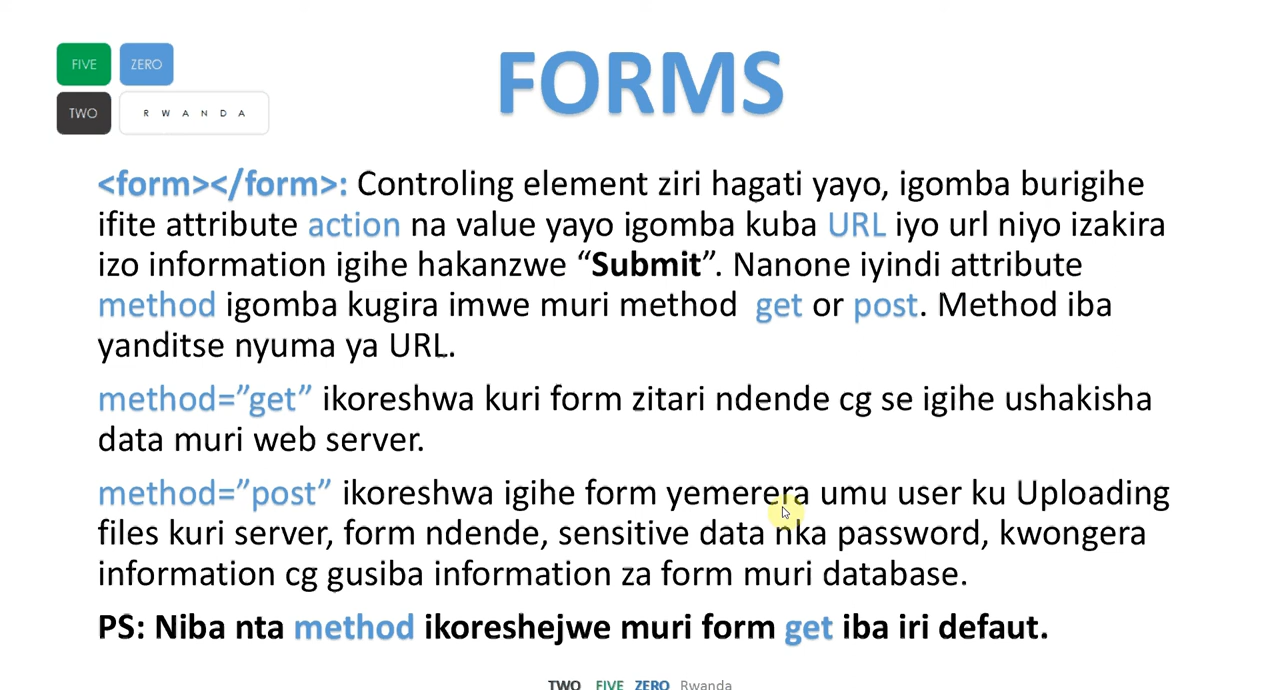 FIVE ZERO
TWO RWANDA
FORMS
<form></form>: Controling element ziri hagati yayo, igomba burigihe
ifite attribute action na value yayo igomba kuba URL iyo url niyo izakira
izo information igihe hakanzwe “Submit”. Nanone iyindi attribute
method igomba kugira imwe muri method get or post. Method iba
yanditse nyuma ya URL.
method=”get” ikoreshwa kuri form zitari ndende cg se igihe ushakisha
data muri web server.
method=”post” ikoreshwa igihe form yemerera umu user ku Uploading
files kuri server, form ndende, sensitive data nka password, kwongera
information cg gusiba information za form muri database.
PS: Niba nta method ikoreshejwe muri form get iba iri defaut.
TWO FIVE ZERO Rwanda